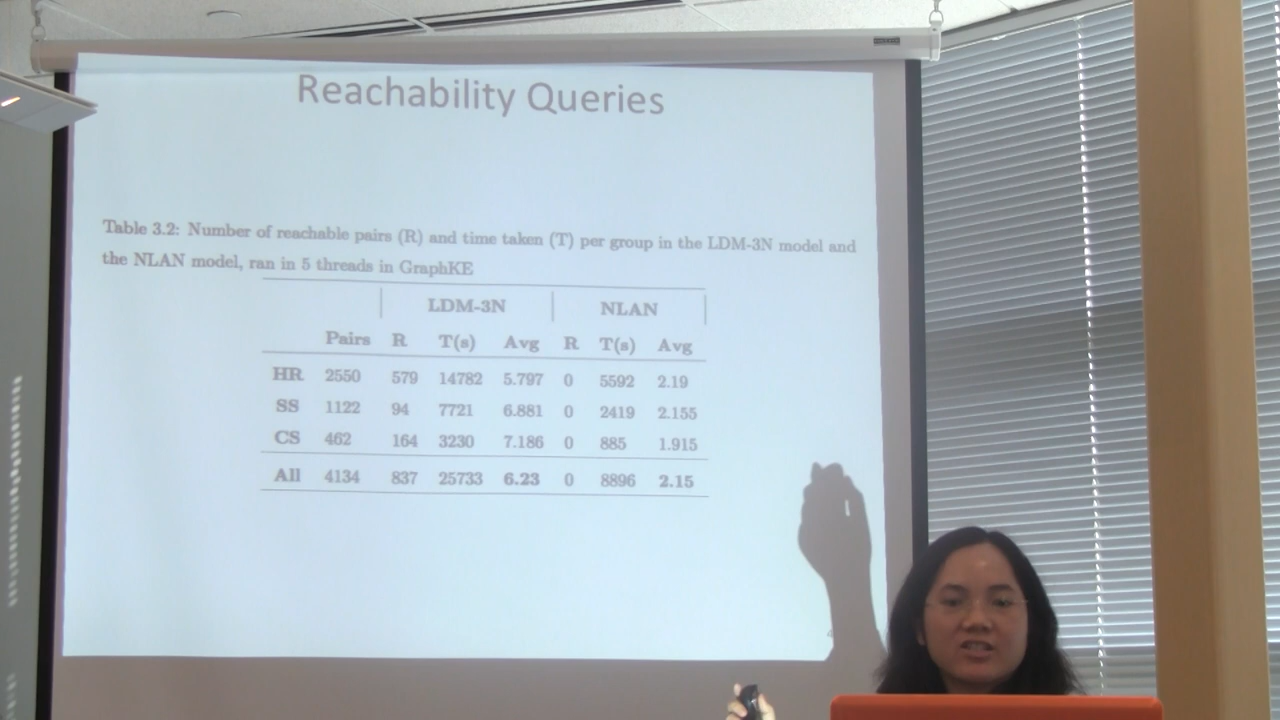 Reachability Queries
Table 3.2: Number of reachable pairs (R) and time taken (T) per group in the LDM-3N model and
the NLAN model, ran in 5 threads in GraphKE
LDM-3N NLAN
Pairs R T(s) Avg R T(s) Avg
HR 2550 579 14782 5.797 0 5592 2.19
SS 1122 94 7721 6.881 0 2419 2.155
CS 462 164 3230 7.186 0 885 1.915
All 4134 837 25733 6.23 0 8896 2.15